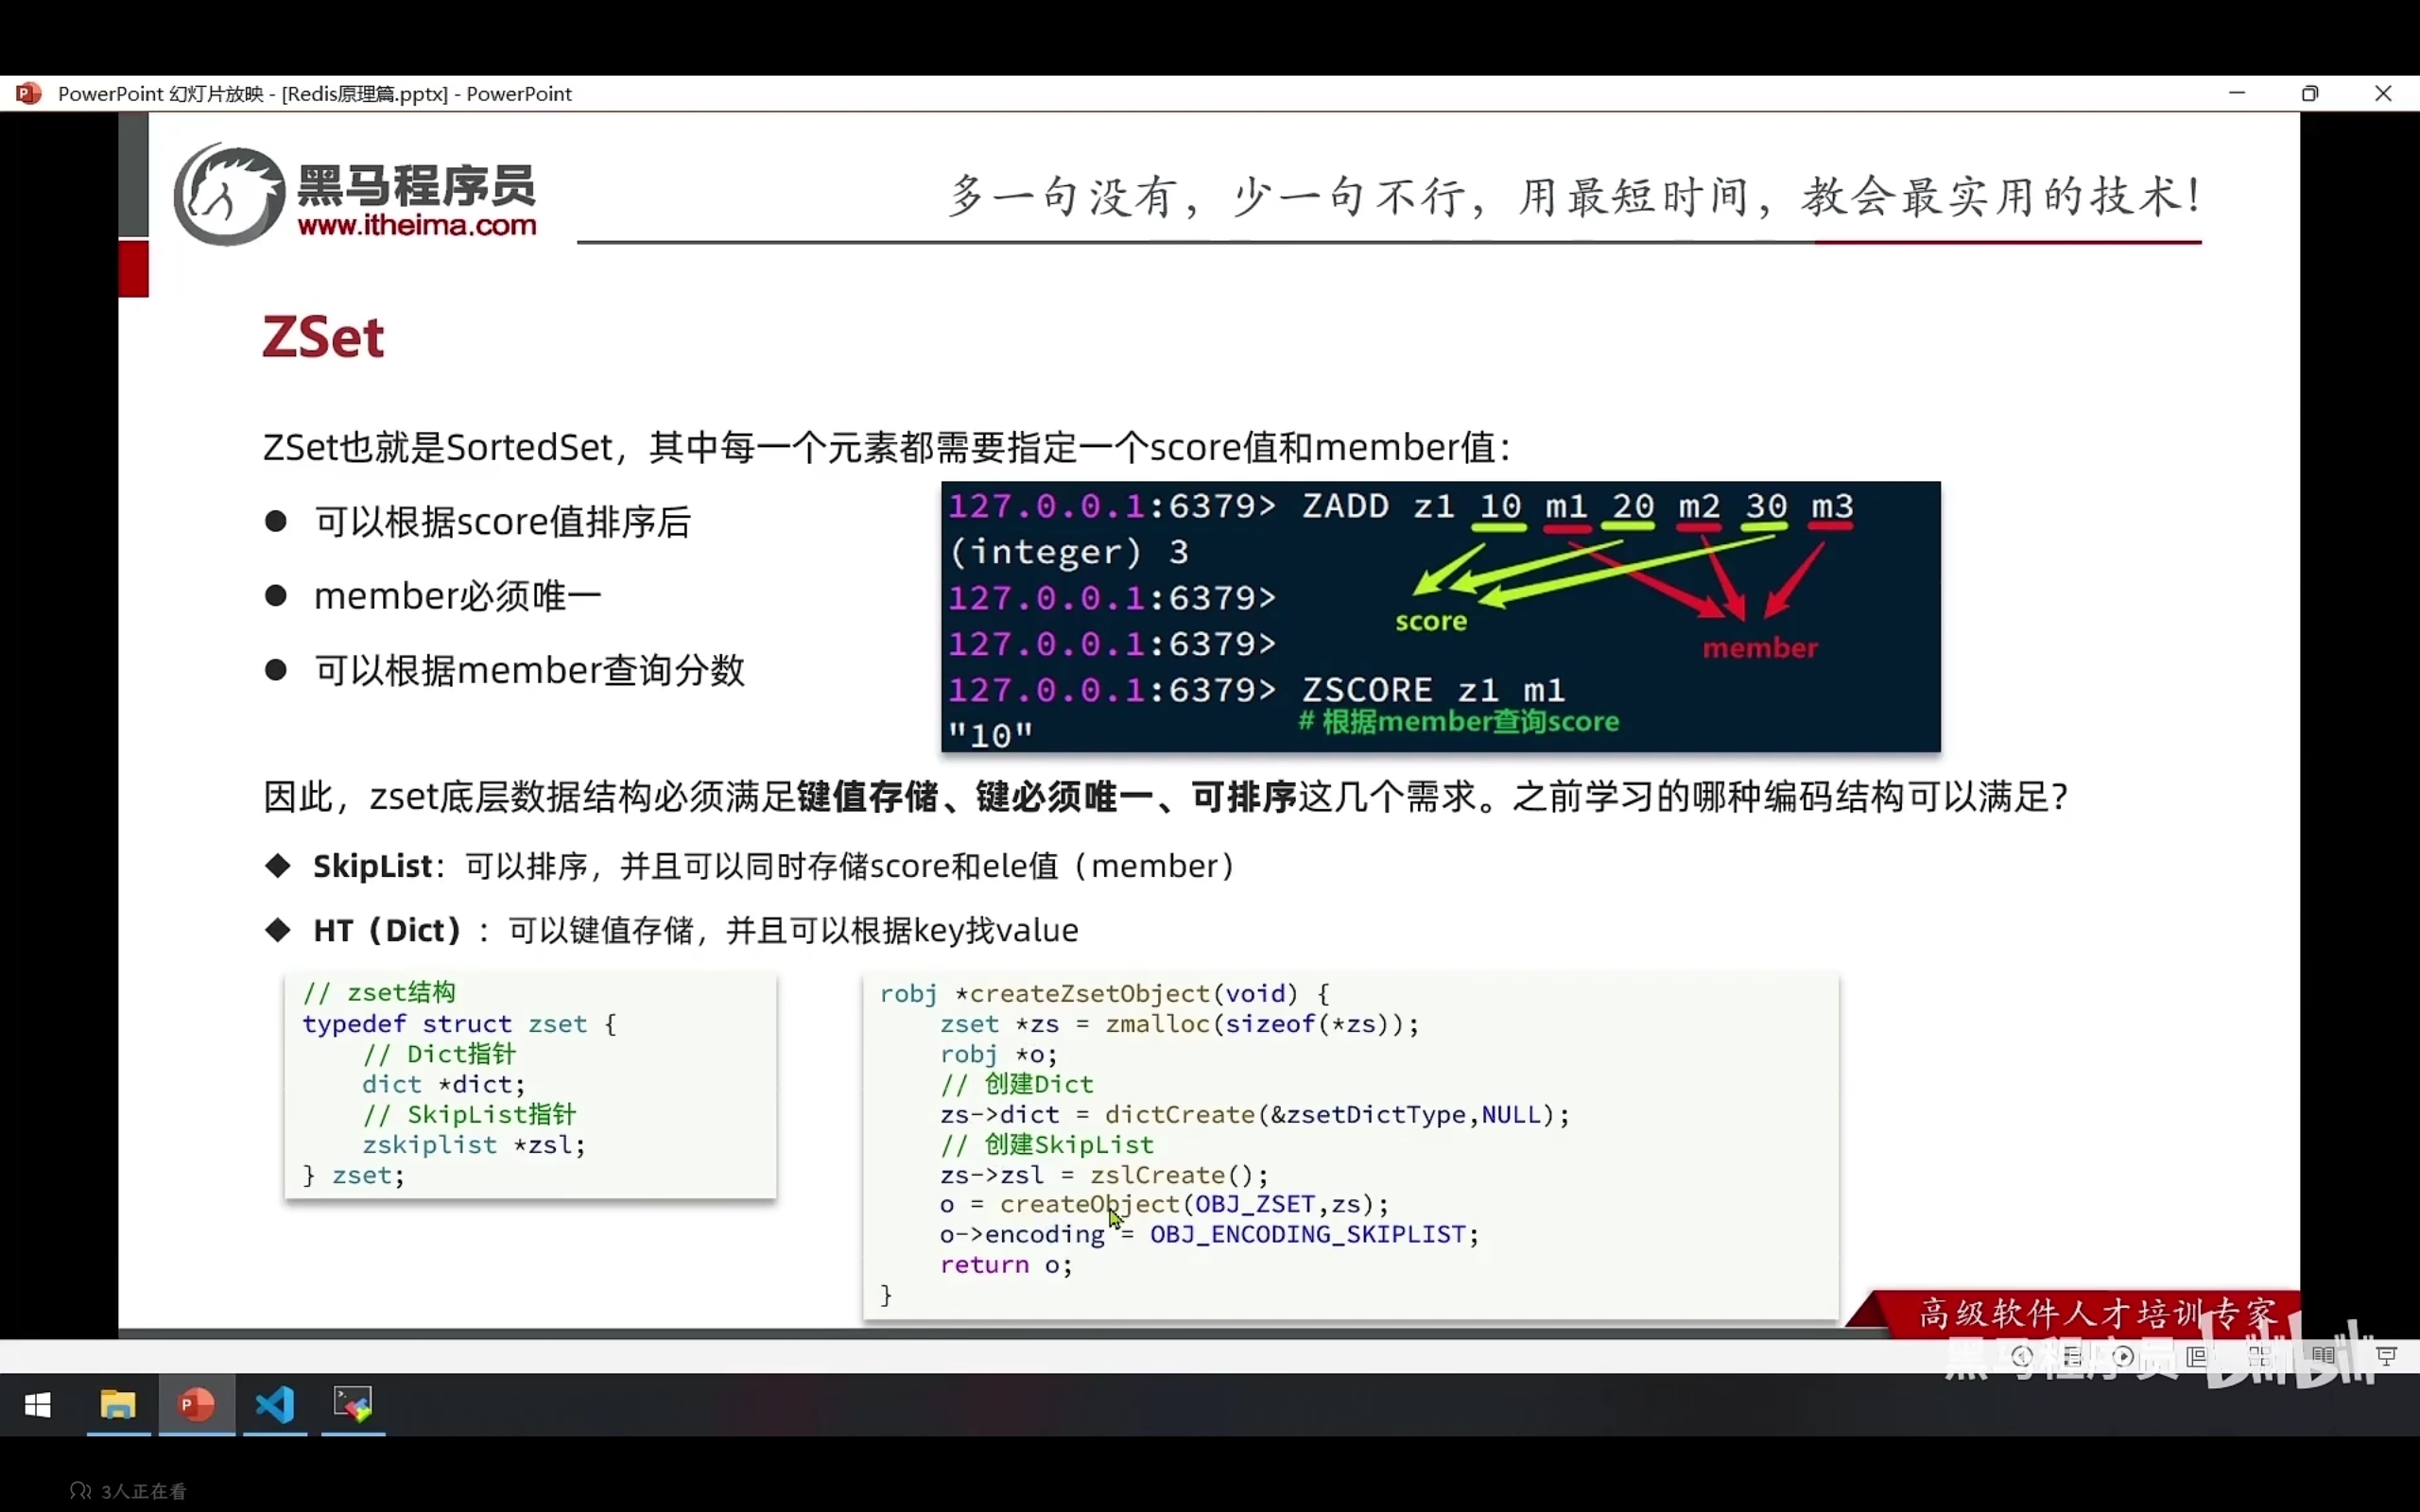 PowerPoint 幻灯片放映 - [Redis原理篇.pptx] - PowerPoint
黑马程序员
www.itheima.com
多一句没有，少一句不行，用最短时间，教会最实用的技术！
ZSet
ZSet也就是SortedSet，其中每一个元素都需要指定一个score值和member值：
● 可以根据score值排序后
● member必须唯一
● 可以根据member查询分数
127.0.0.1:6379> ZADD z1 10 m1 20 m2 30 m3
(integer) 3
127.0.0.1:6379>
score
127.0.0.1:6379>
member
127.0.0.1:6379> ZSCORE z1 m1
# 根据member查询score
"10"
因此，zset底层数据结构必须满足键值存储、键必须唯一、可排序这几个需求。之前学习的哪种编码结构可以满足？
◆ SkipList：可以排序，并且可以同时存储score和ele值（member）
◆ HT（Dict）：可以键值存储，并且可以根据key找value
// zset结构
typedef struct zset {
// Dict指针
dict *dict;
// SkipList指针
zskiplist *zsl;
} zset;
robj *createZsetObject(void) {
zset *zs = zmalloc(sizeof(*zs));
robj *o;
// 创建Dict
zs->dict = dictCreate(&zsetDictType,NULL);
// 创建SkipList
zs->zsl = zslCreate();
o = createObject(OBJ_ZSET,zs);
o->encoding = OBJ_ENCODING_SKIPLIST;
return o;
}
高级软件人才培训专家
黑马程序员 bilibili
3人正在看